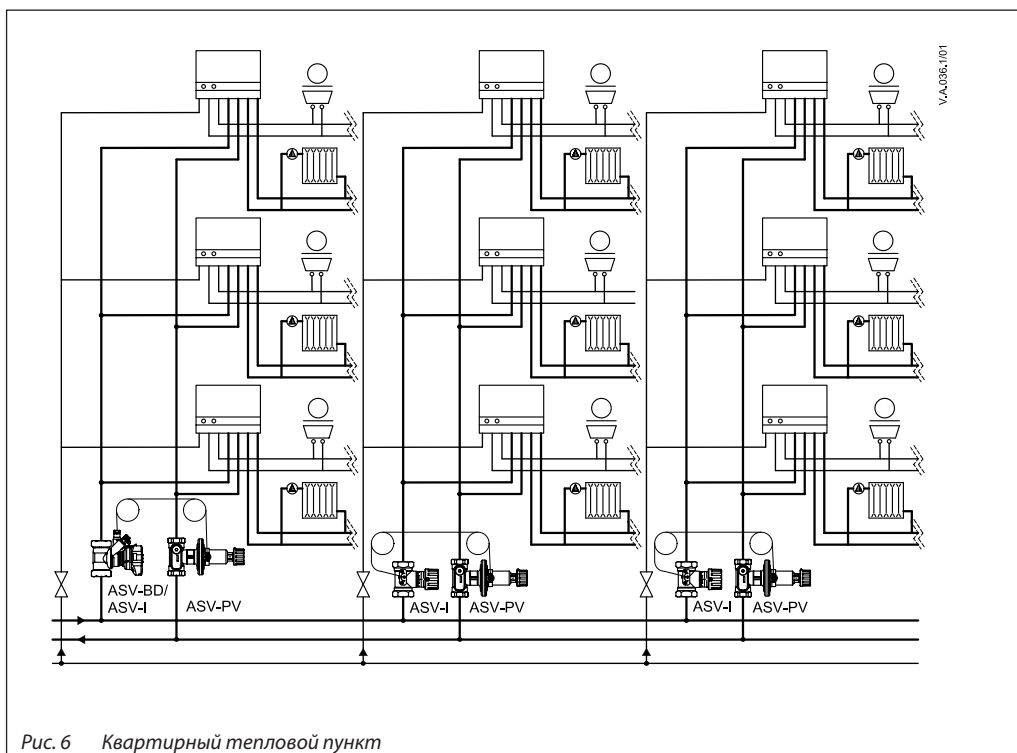 V.A.036.1/01
ASV-BD/
ASV-I
ASV-PV
ASV-I
ASV-PV
ASV-I
ASV-PV
Рис. 6 Квартирный тепловой пункт